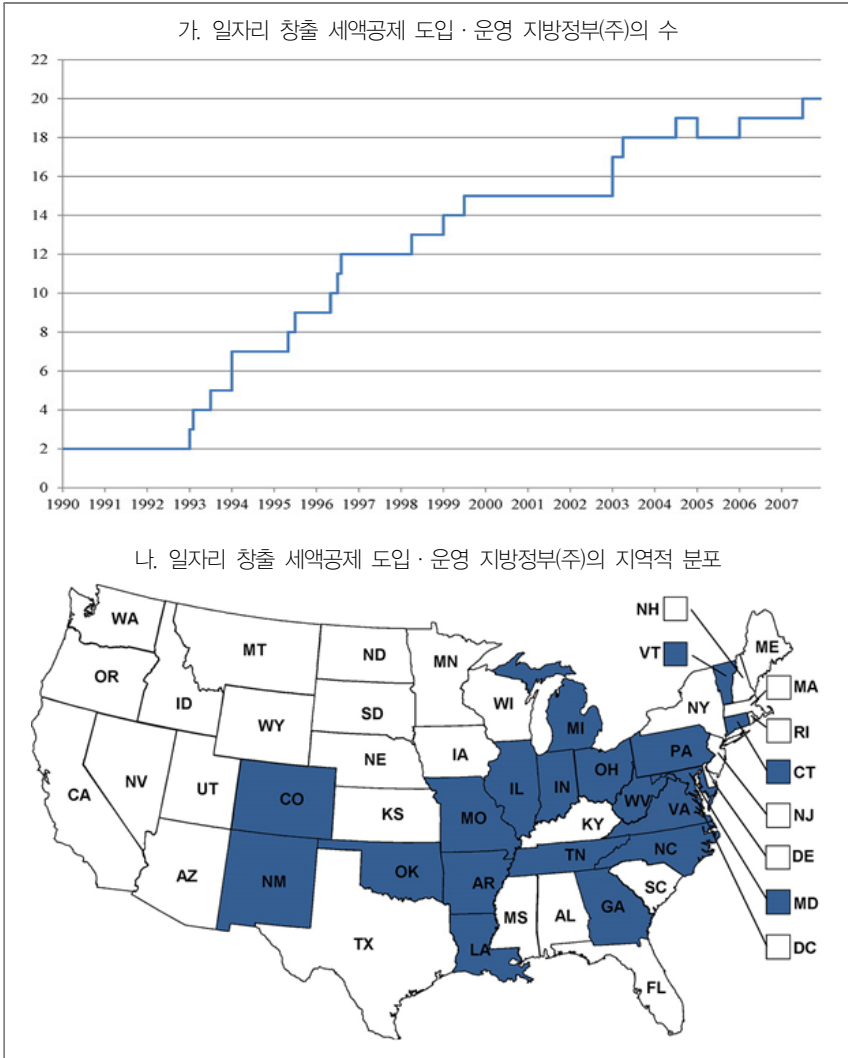 가. 일자리 창출 세액공제 도입 · 운영 지방정부(주)의 수
22
20
18
16
14
12
10
8
6
4
2
0
1990 1991 1992 1993 1994 1995 1996 1997 1998 1999 2000 2001 2002 2003 2004 2005 2006 2007
나. 일자리 창출 세액공제 도입 · 운영 지방정부(주)의 지역적 분포
WA
MT
ND
MN
OR
ID
WY
SD
WI
MI
NY
ME
NH
VT
MA
RI
CT
NJ
DE
MD
DC
NE
IA
PA
NV
UT
CO
KS
MO
IL
IN
OH
WV
VA
KY
CA
AZ
NM
OK
AR
TN
NC
SC
TX
LA
MS
AL
GA
FL